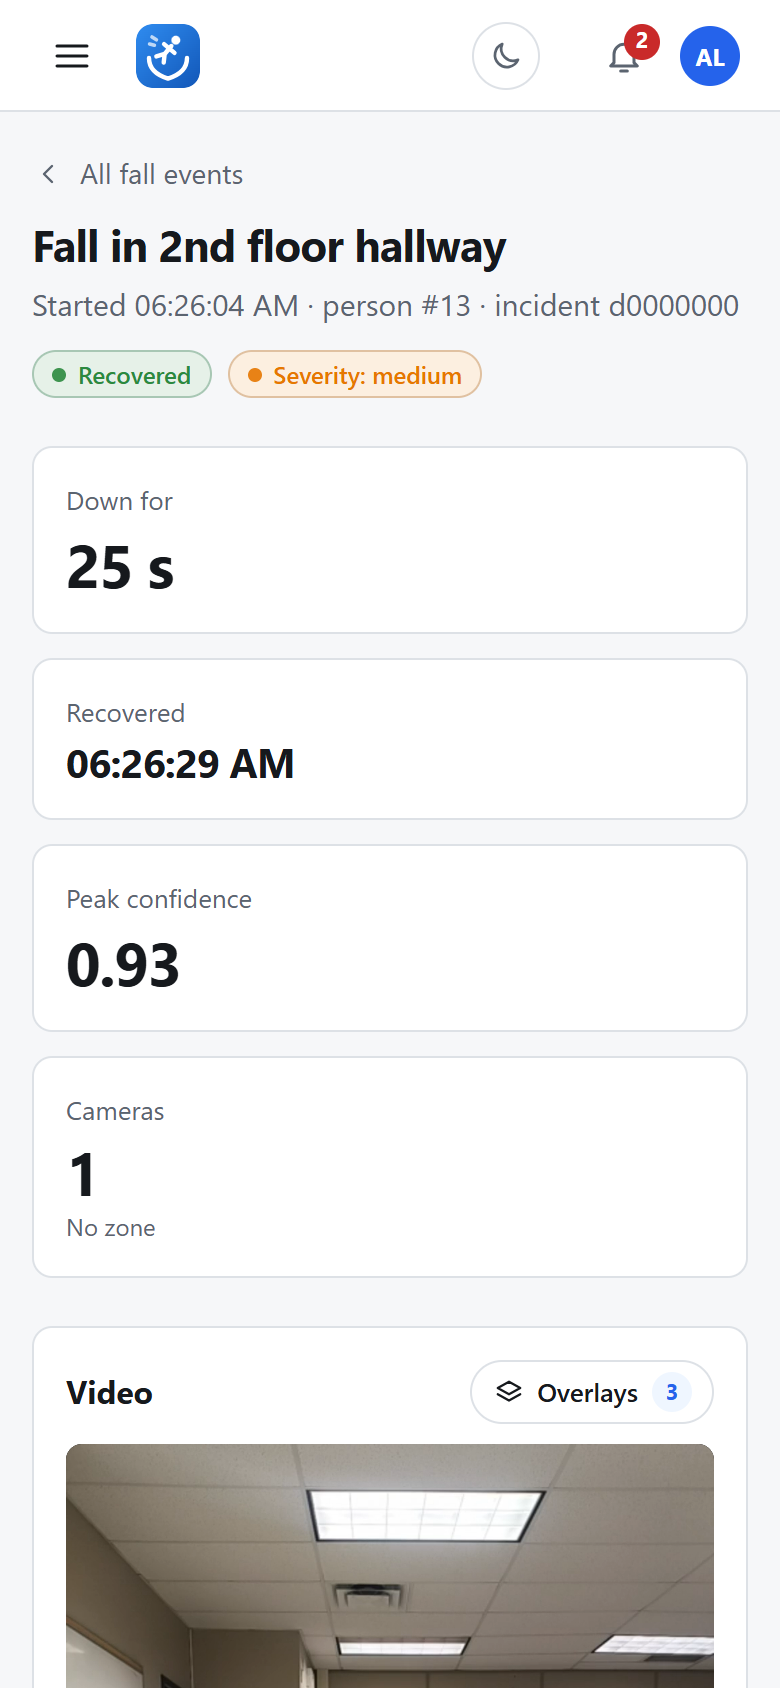 2
AL
All fall events
Fall in 2nd floor hallway
Started 06:26:04 AM · person #13 · incident d0000000
Recovered
Severity: medium
Down for
25 s
Recovered
06:26:29 AM
Peak confidence
0.93
Cameras
1
No zone
Video
Overlays 3